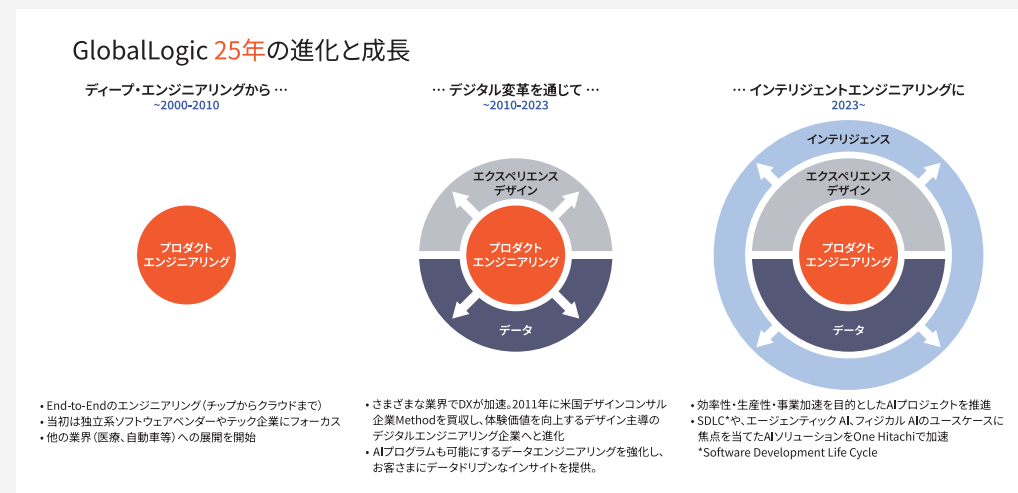 GlobalLogic 25年の進化と成長
ディープ・エンジニアリングから …
~2000-2010
プロダクト
エンジニアリング
• End-to-Endのエンジニアリング（チップからクラウドまで）
• 当初は独立系ソフトウェアベンダーやテック企業にフォーカス
• 他の業界（医療、自動車等）への展開を開始
… デジタル変革を通じて …
~2010-2023
エクスペリエンス
デザイン
プロダクト
エンジニアリング
データ
• さまざまな業界でDXが加速。2011年に米国デザインコンサル
企業Methodを買収し、体験価値を向上するデザイン主導の
デジタルエンジニアリング企業へと進化
• AIプログラムも可能にするデータエンジニアリングを強化し、
お客さまにデータドリブンなインサイトを提供。
… インテリジェントエンジニアリングに
2023~
インテリジェンス
エクスペリエンス
デザイン
プロダクト
エンジニアリング
データ
• 効率性・生産性・事業加速を目的としたAIプロジェクトを推進
• SDLC*や、エージェンティック AI、フィジカル AIのユースケースに
焦点を当てたAIソリューションをOne Hitachiで加速
*Software Development Life Cycle